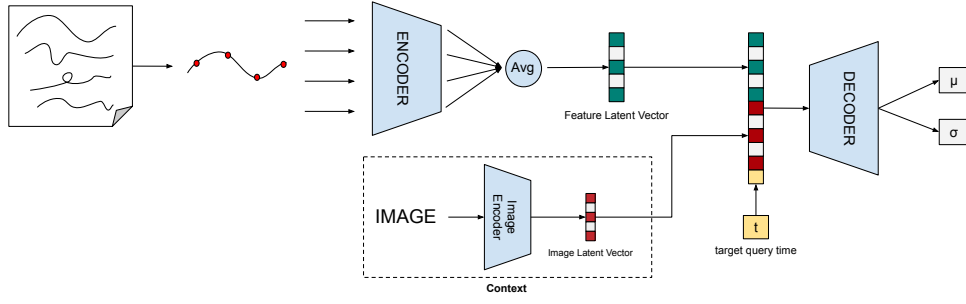 ENCODER
Avg
Feature Latent Vector
DECODER
μ
σ
IMAGE
Image
Encoder
Image Latent Vector
t
target query time
Context